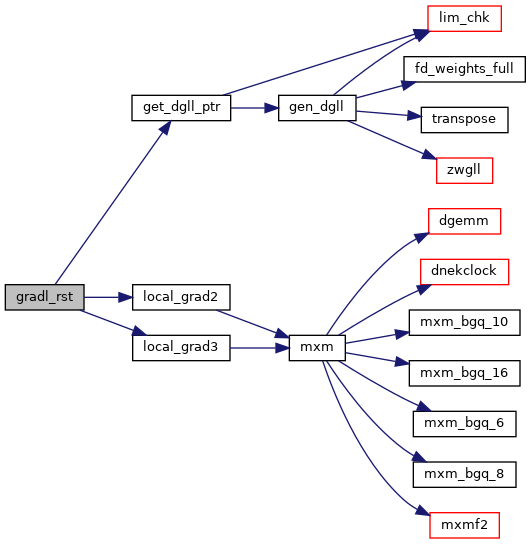 lim_chk
fd_weights_full
get_dgll_ptr
gen_dgll
transpose
zwgll
dgemm
dnekclock
gradl_rst
local_grad2
mxm_bgq_10
local_grad3
mxm
mxm_bgq_16
mxm_bgq_6
mxm_bgq_8
mxmf2